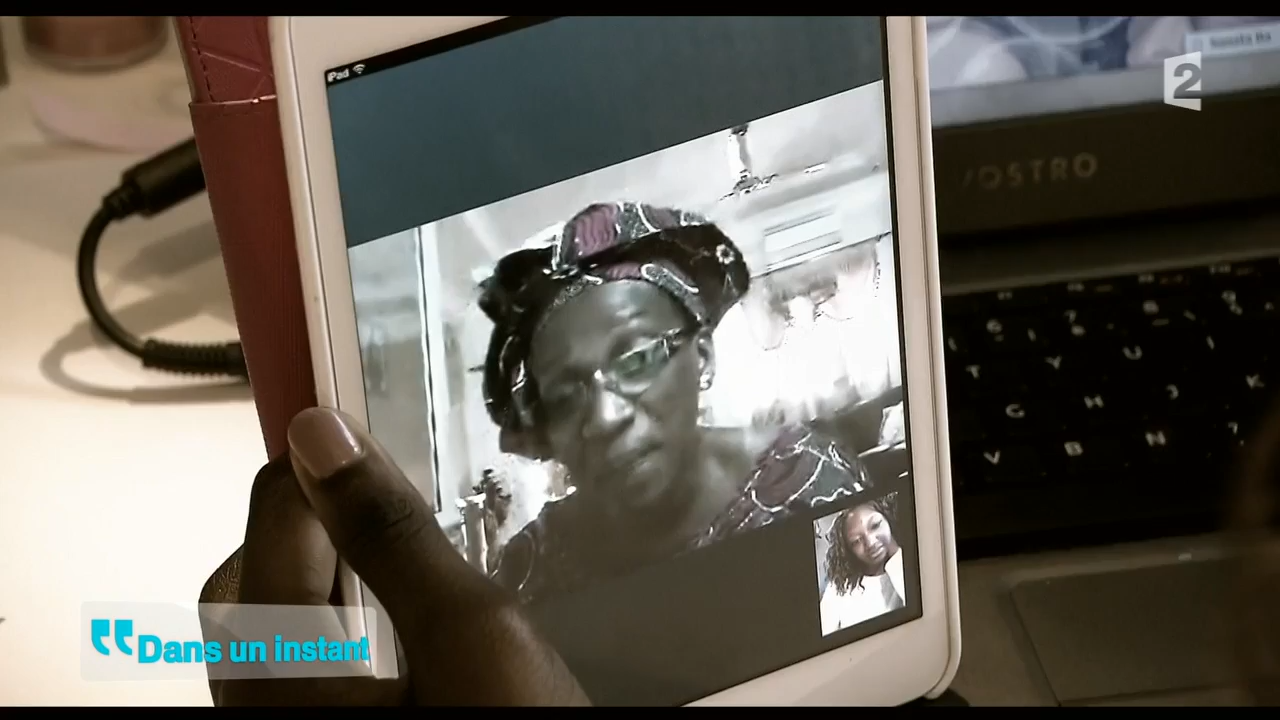 iPad
2
VOSTRO
T Y U I
G H J K
V B N
“Dans un instant